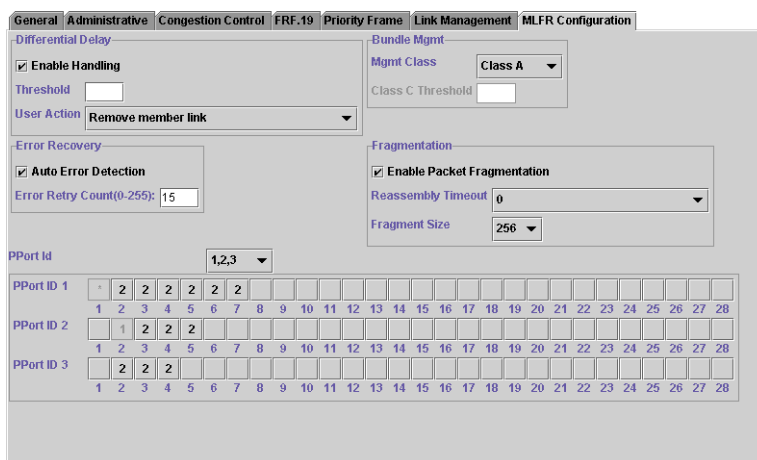 General Administrative Congestion Control FRF.19 Priority Frame Link Management MLFR Configuration
Differential Delay
Enable Handling
Threshold
User Action Remove member link
Bundle Mgmt
Mgmt Class Class A
Class C Threshold
Error Recovery
Auto Error Detection
Error Retry Count(0-255): 15
Fragmentation
Enable Packet Fragmentation
Reassembly Timeout 0
Fragment Size 256
PPort Id 1,2,3
PPort ID 1 * 2 2 2 2 2 2
1 2 3 4 5 6 7 8 9 10 11 12 13 14 15 16 17 18 19 20 21 22 23 24 25 26 27 28
PPort ID 2 1 2 2 2
1 2 3 4 5 6 7 8 9 10 11 12 13 14 15 16 17 18 19 20 21 22 23 24 25 26 27 28
PPort ID 3 2 2 2
1 2 3 4 5 6 7 8 9 10 11 12 13 14 15 16 17 18 19 20 21 22 23 24 25 26 27 28